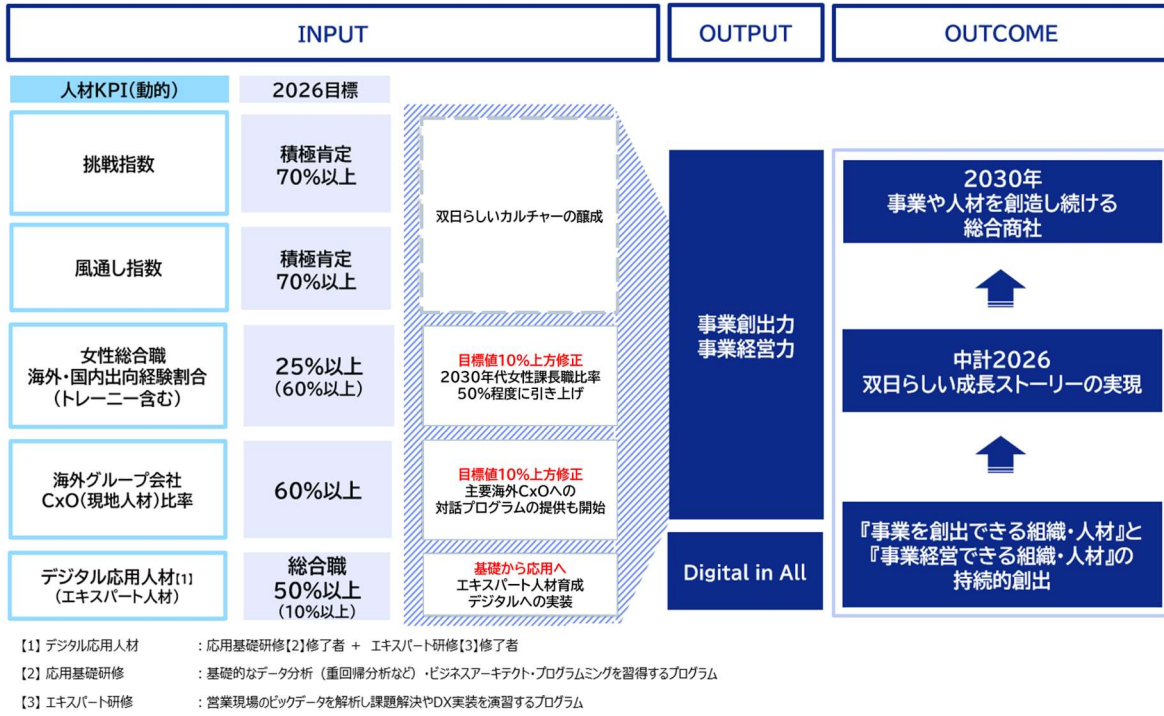 INPUT
OUTPUT
OUTCOME
人材KPI(動的)
2026目標
挑戦指数
積極肯定
70%以上
風通し指数
積極肯定
70%以上
双日らしいカルチャーの醸成
女性総合職
海外・国内出向経験割合
(トレーニー含む)
25%以上
(60%以上)
目標値10%上方修正
2030年代女性課長職比率
50%程度に引き上げ
海外グループ会社
CxO(現地人材)比率
60%以上
目標値10%上方修正
主要海外CxOへの
対話プログラムの提供も開始
デジタル応用人材[1]
(エキスパート人材)
総合職
50%以上
(10%以上)
基礎から応用へ
エキスパート人材育成
デジタルへの実装
事業創出力
事業経営力
Digital in All
2030年
事業や人材を創造し続ける
総合商社
中計2026
双日らしい成長ストーリーの実現
『事業を創出できる組織・人材』と
『事業経営できる組織・人材』の
持続的創出
【1】 デジタル応用人材 : 応用基礎研修【2】修了者 + エキスパート研修【3】修了者
【2】 応用基礎研修 : 基礎的なデータ分析（重回帰分析など）・ビジネスアーキテクト・プログラムミングを習得するプログラム
【3】 エキスパート研修 : 営業現場のビックデータを解析し課題解決やDX実装を演習するプログラム